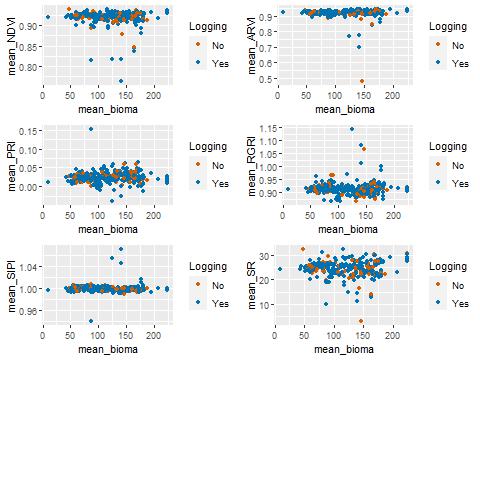 mean_NDVI
0.90
0.85
0.80
0 50 100 150 200
mean_bioma
Logging
No
Yes
mean_ARVI
0.9
0.8
0.7
0.6
0.5
0 50 100 150 200
mean_bioma
Logging
No
Yes
mean_PRI
0.15
0.10
0.05
0.00
0 50 100 150 200
mean_bioma
Logging
No
Yes
mean_RGRI
1.15
1.10
1.05
1.00
0.95
0.90
0 50 100 150 200
mean_bioma
Logging
No
Yes
mean_SIPI
1.04
1.00
0.96
0 50 100 150 200
mean_bioma
Logging
No
Yes
mean_SR
30
20
10
0 50 100 150 200
mean_bioma
Logging
No
Yes